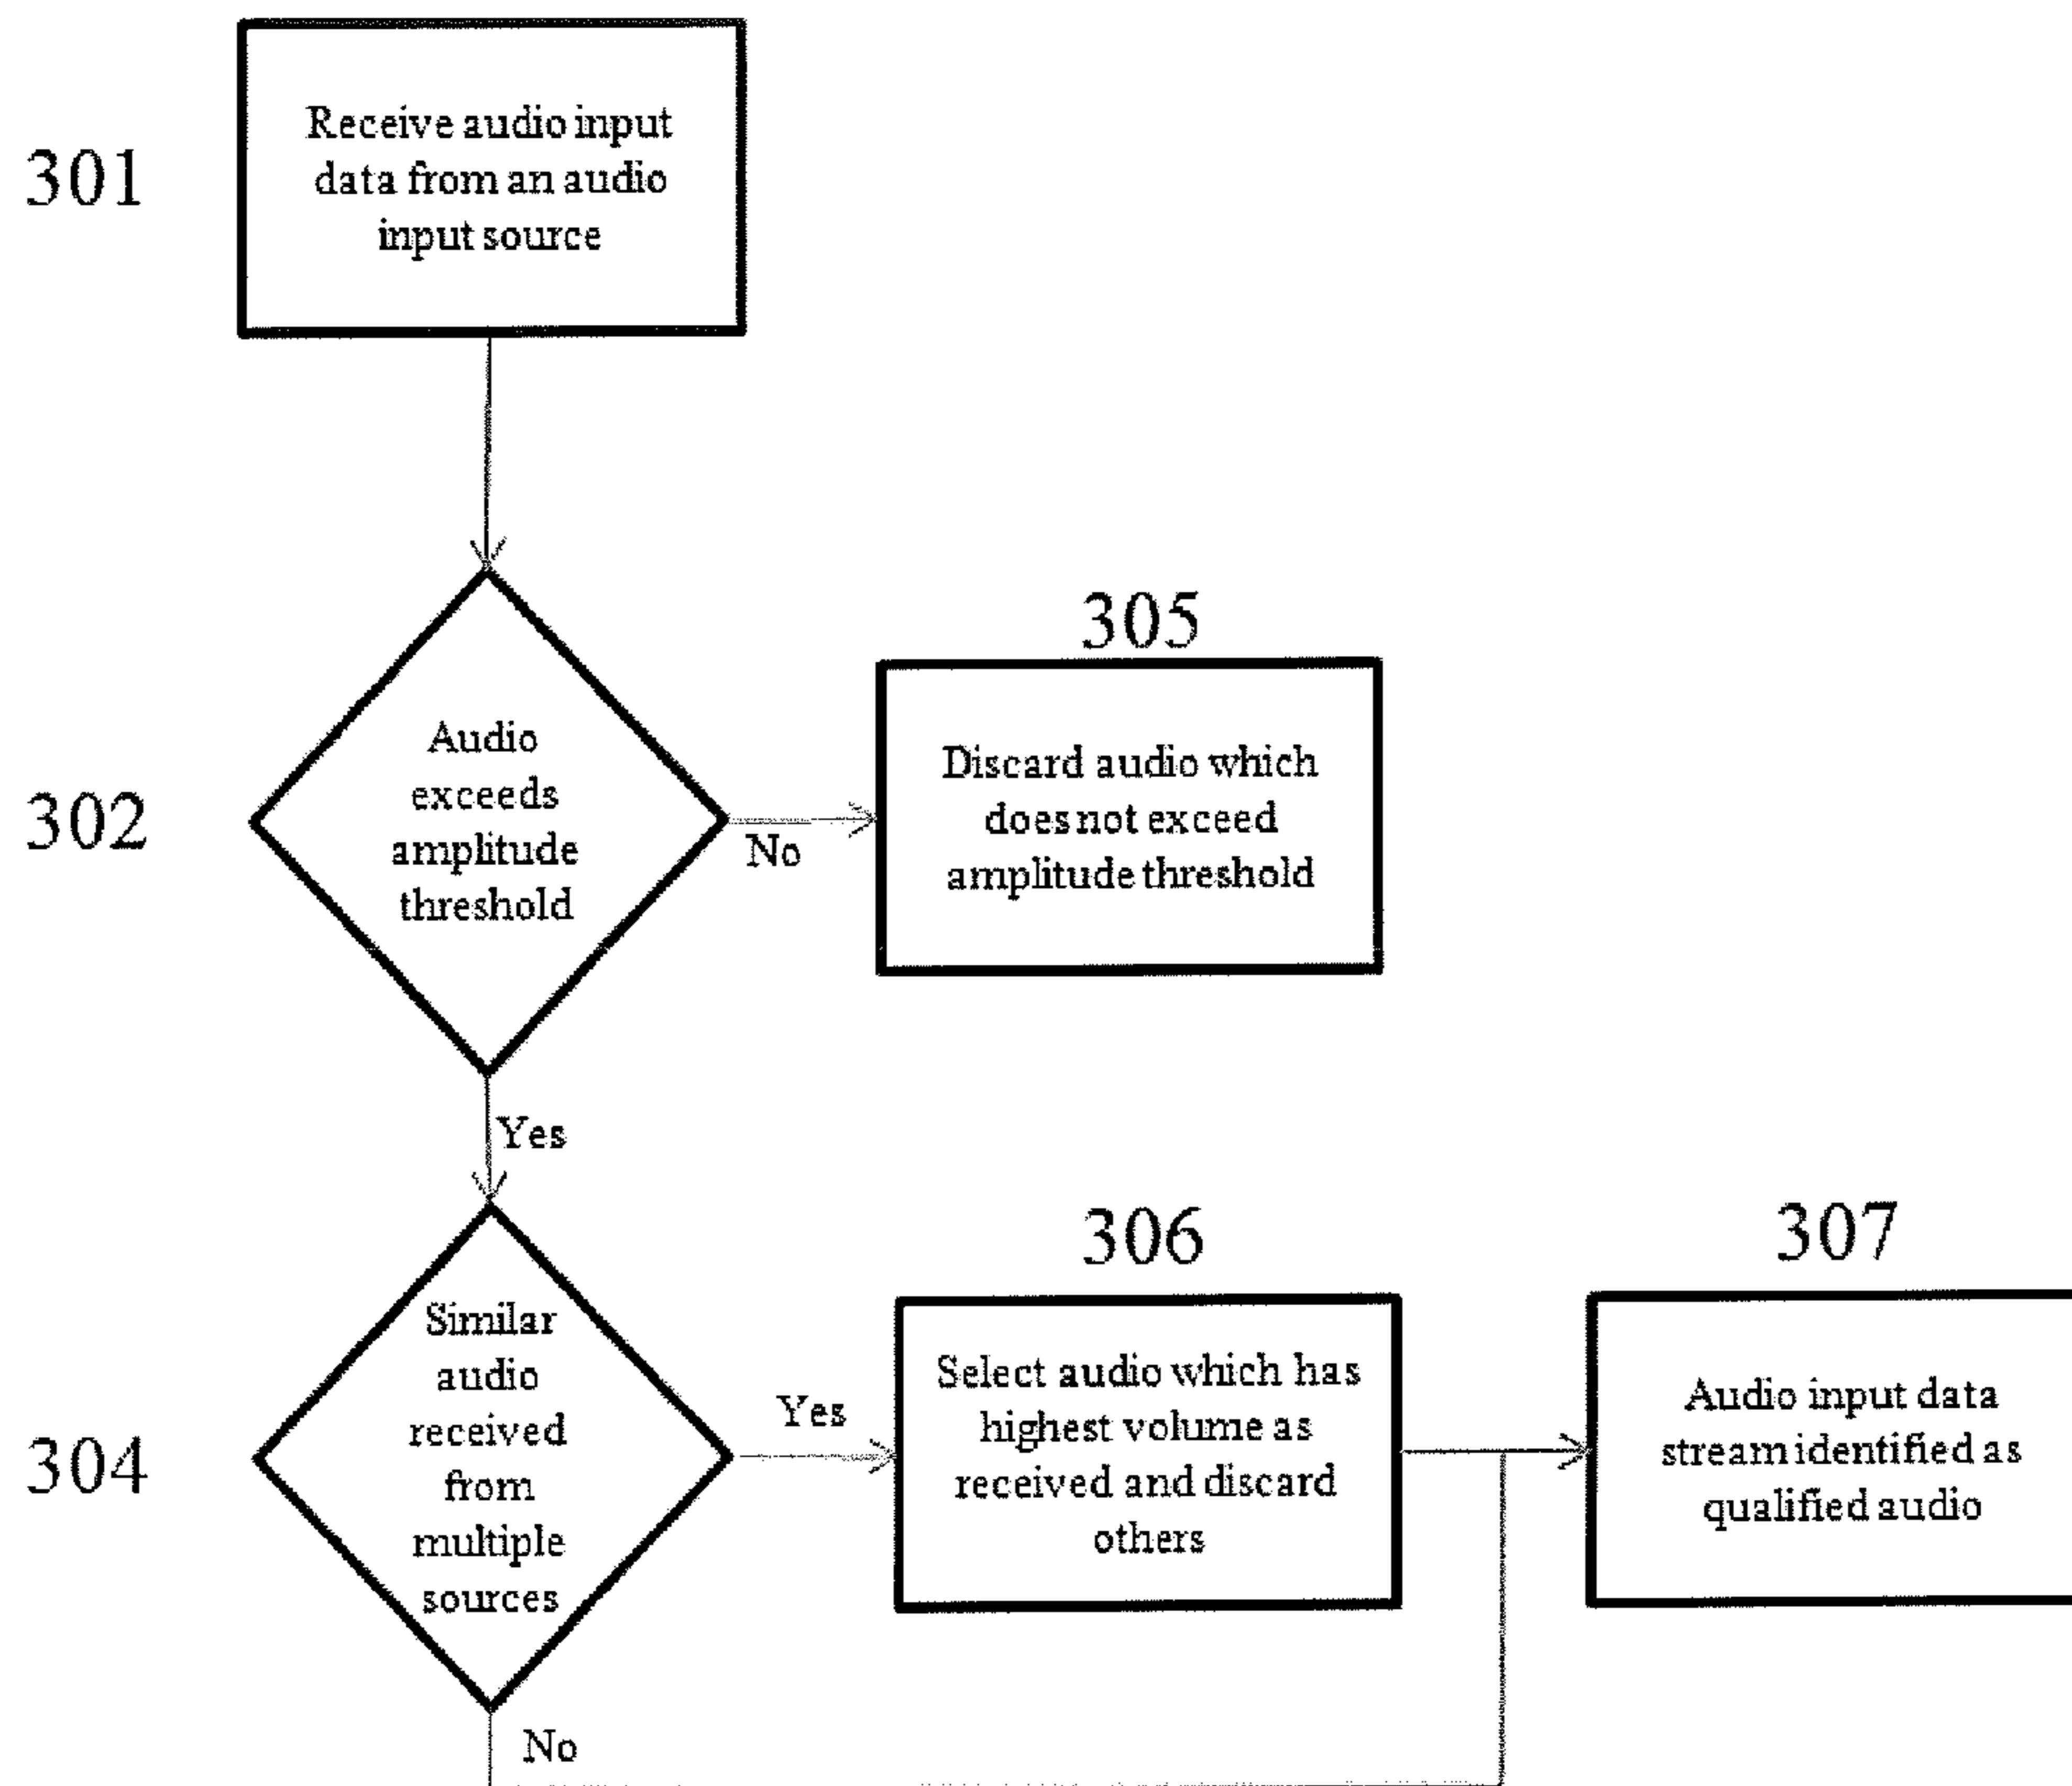 301
Receive audio input
data from an audio
input source
302
Audio
exceeds
amplitude
threshold
No
305
Discard audio which
does not exceed
amplitude threshold
Yes
304
Similar
audio
received
from
multiple
sources
Yes
306
Select audio which has
highest volume as
received and discard
others
307
Audio input data
stream identified as
qualified audio
No